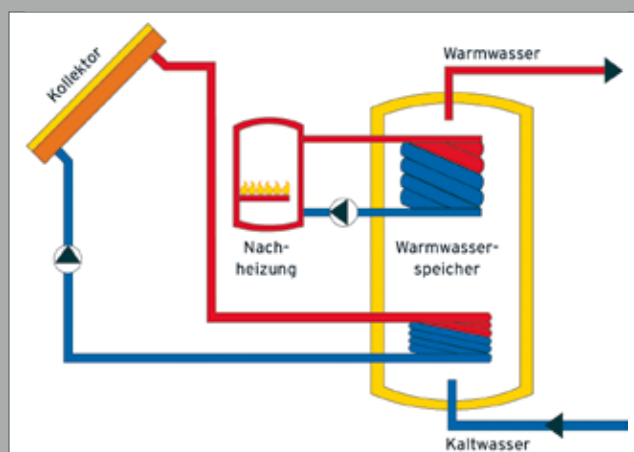 Kollektor
Warmwasser
Nach-
heizung
Warmwasser-
speicher
Kaltwasser